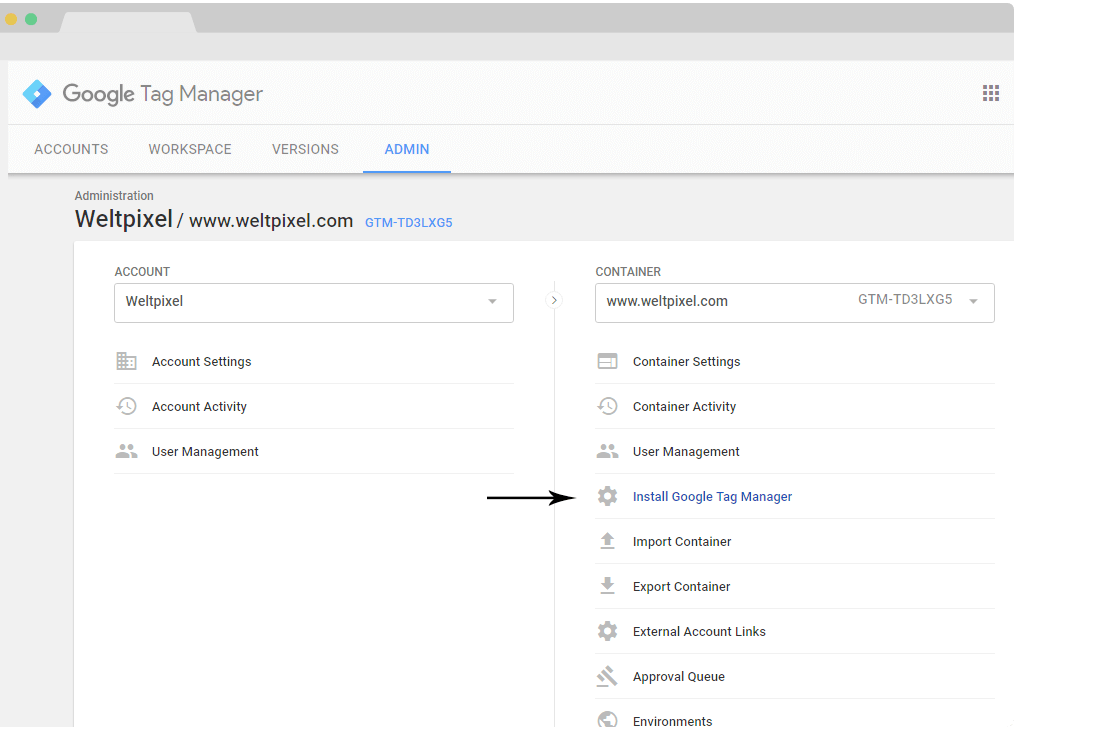 Google Tag Manager
ACCOUNTS WORKSPACE VERSIONS ADMIN
Administration
Weltpixel / www.weltpixel.com GTM-TD3LXG5
ACCOUNT
Weltpixel
Account Settings
Account Activity
User Management
CONTAINER
www.weltpixel.com GTM-TD3LXG5
Container Settings
Container Activity
User Management
Install Google Tag Manager
Import Container
Export Container
External Account Links
Approval Queue
Environments